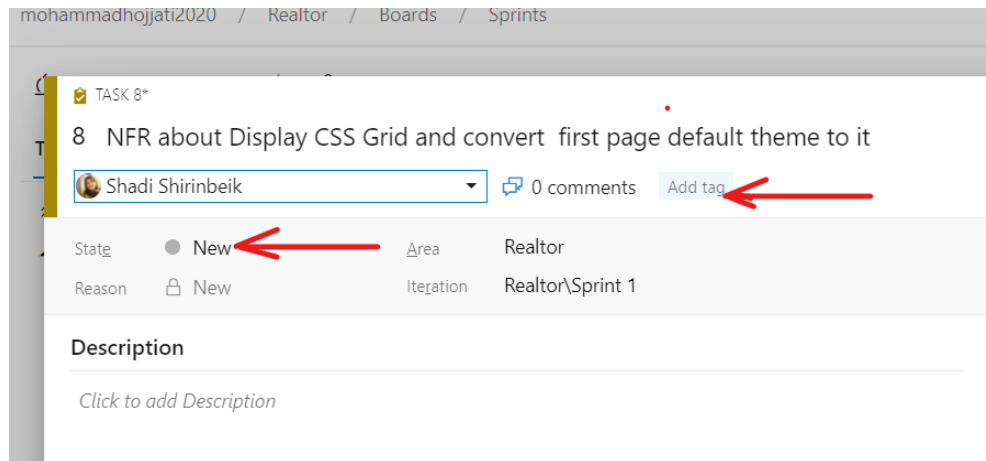 mohammadhojjati2020 / Realtor / Boards / Sprints
TASK 8*
8 NFR about Display CSS Grid and convert first page default theme to it
Shadi Shirinbeik 0 comments Add tag
State New Area Realtor
Reason New Iteration Realtor\Sprint 1
Description
Click to add Description